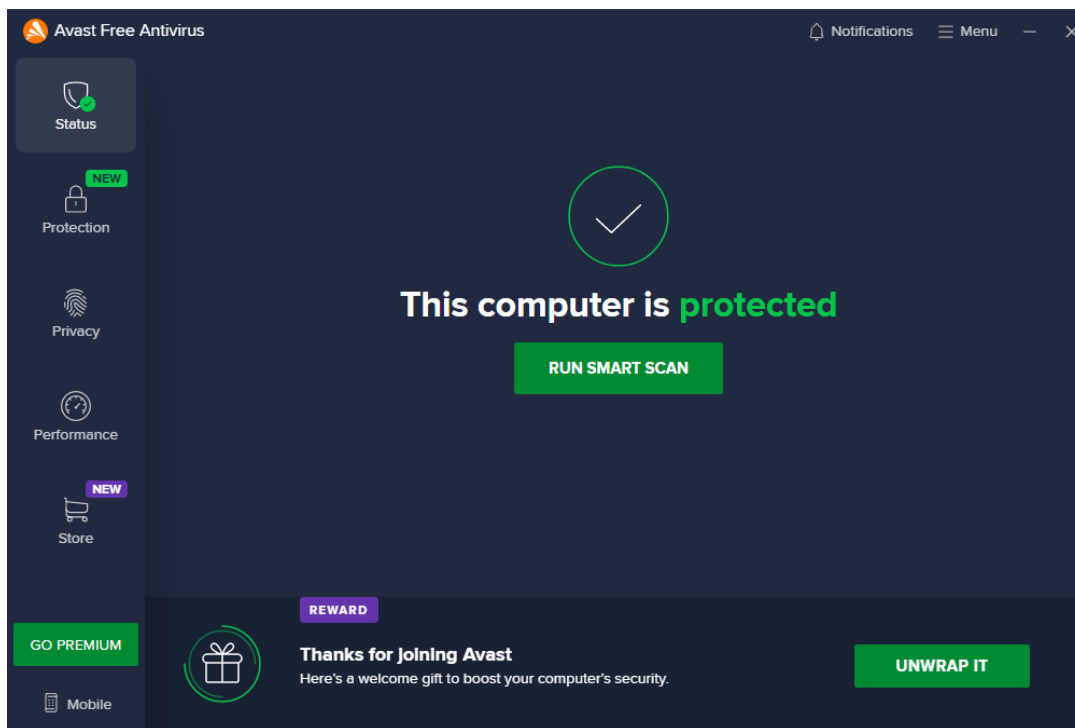 Avast Free Antivirus
Notifications
Menu
Status
NEW
Protection
Privacy
Performance
NEW
Store
GO PREMIUM
Mobile
This computer is protected
RUN SMART SCAN
REWARD
Thanks for joining Avast
Here's a welcome gift to boost your computer's security.
UNWRAP IT